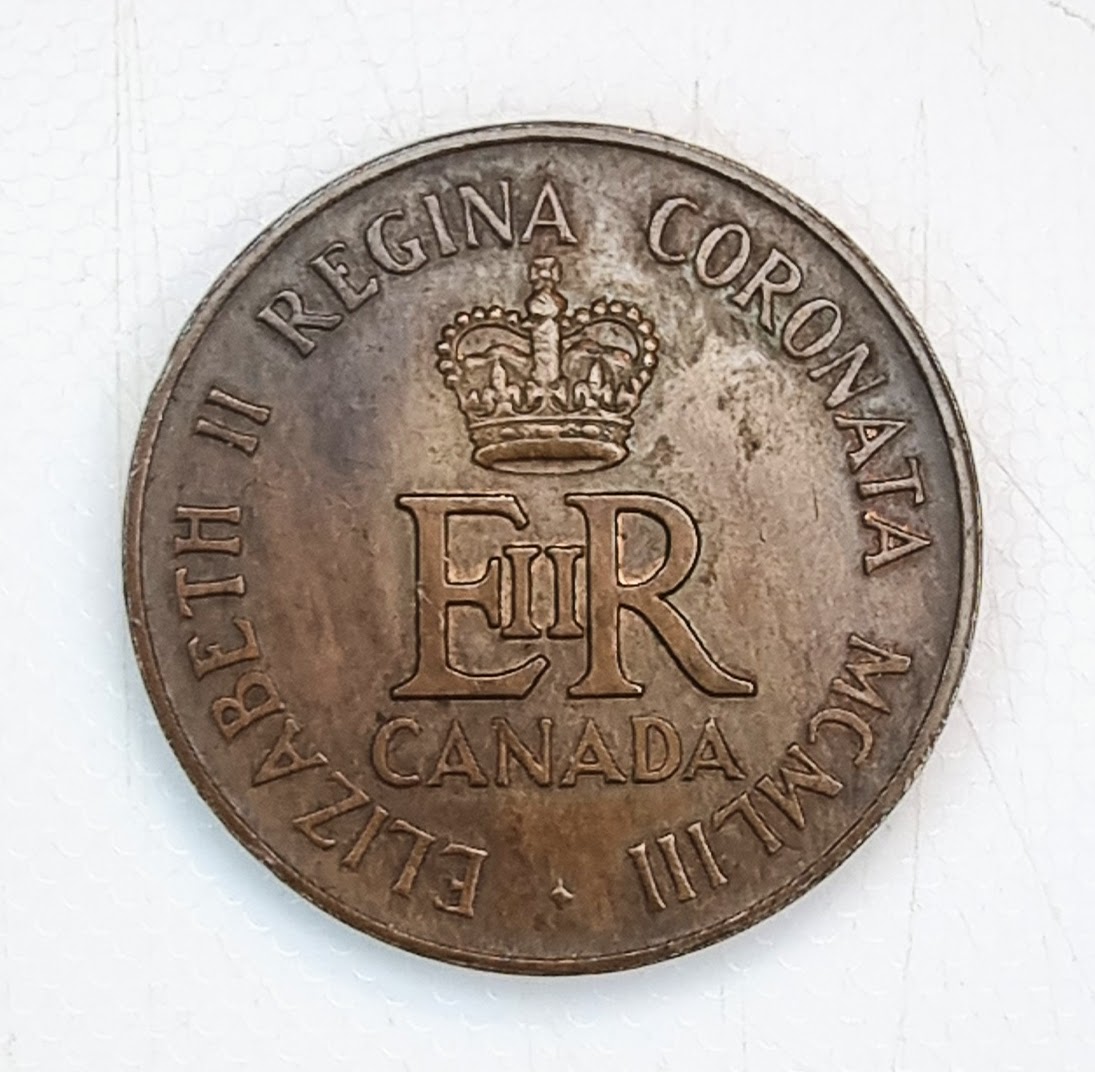 ELIZABETH II REGINA CORONATA MCMLIII
EIIR
CANADA